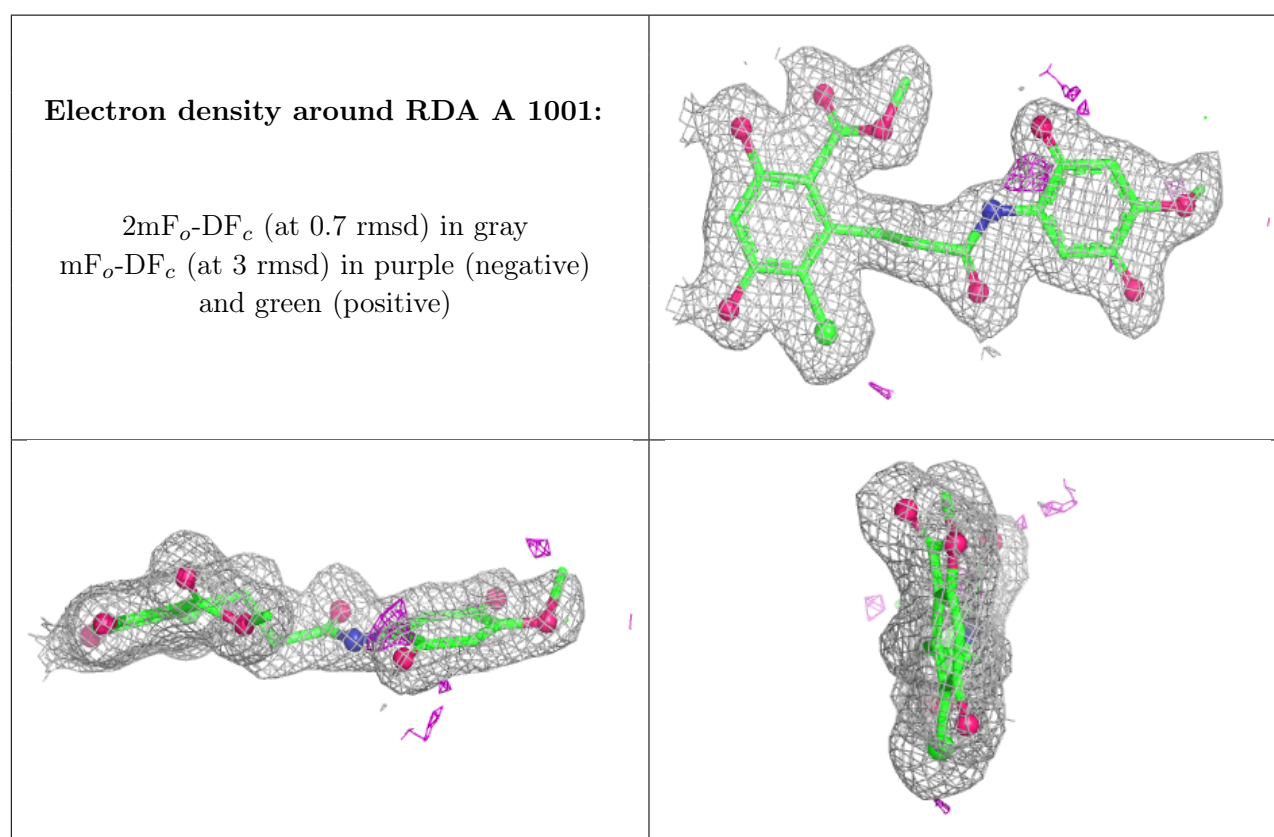 Electron density around RDA A 1001:
2mFo-DFc (at 0.7 rmsd) in gray
mFo-DFc (at 3 rmsd) in purple (negative)
and green (positive)